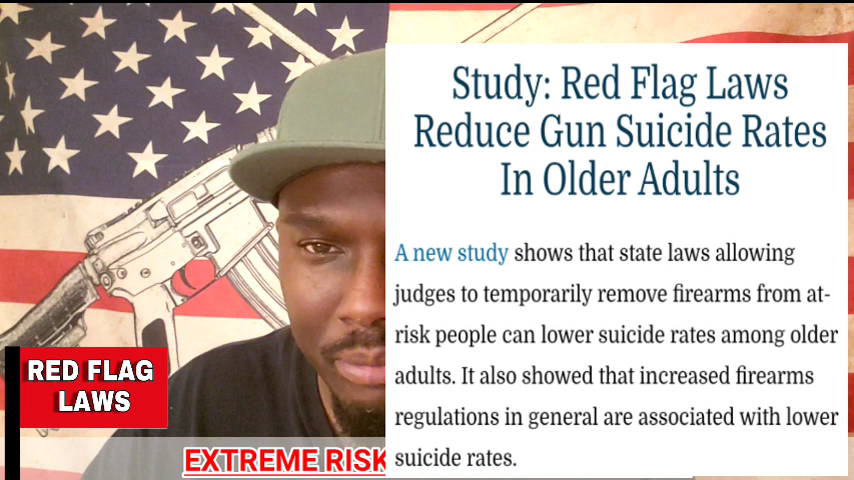 Study: Red Flag Laws
Reduce Gun Suicide Rates
In Older Adults
A new study shows that state laws allowing
judges to temporarily remove firearms from at-
risk people can lower suicide rates among older
adults. It also showed that increased firearms
regulations in general are associated with lower
suicide rates.
RED FLAG
LAWS
EXTREME RISK